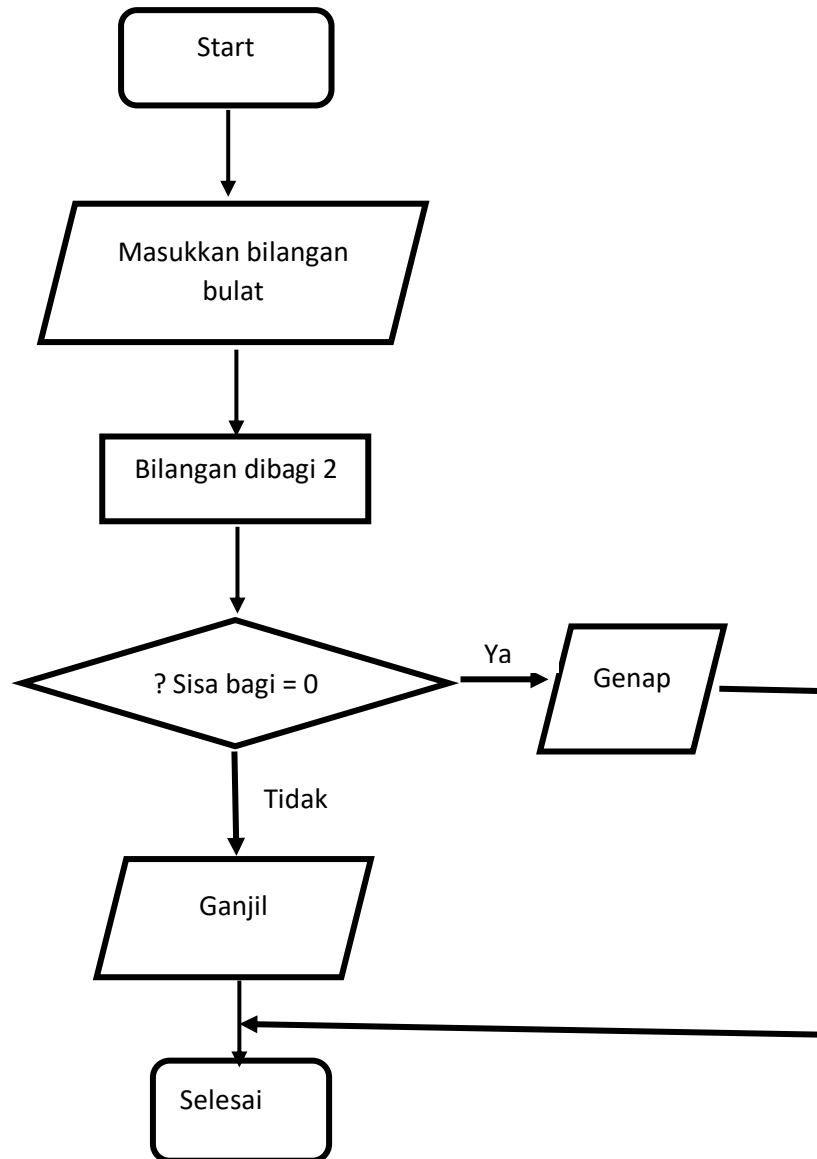 Start
Masukkan bilangan
bulat
Bilangan dibagi 2
? Sisa bagi = 0
Ya
Genap
Tidak
Ganjil
Selesai